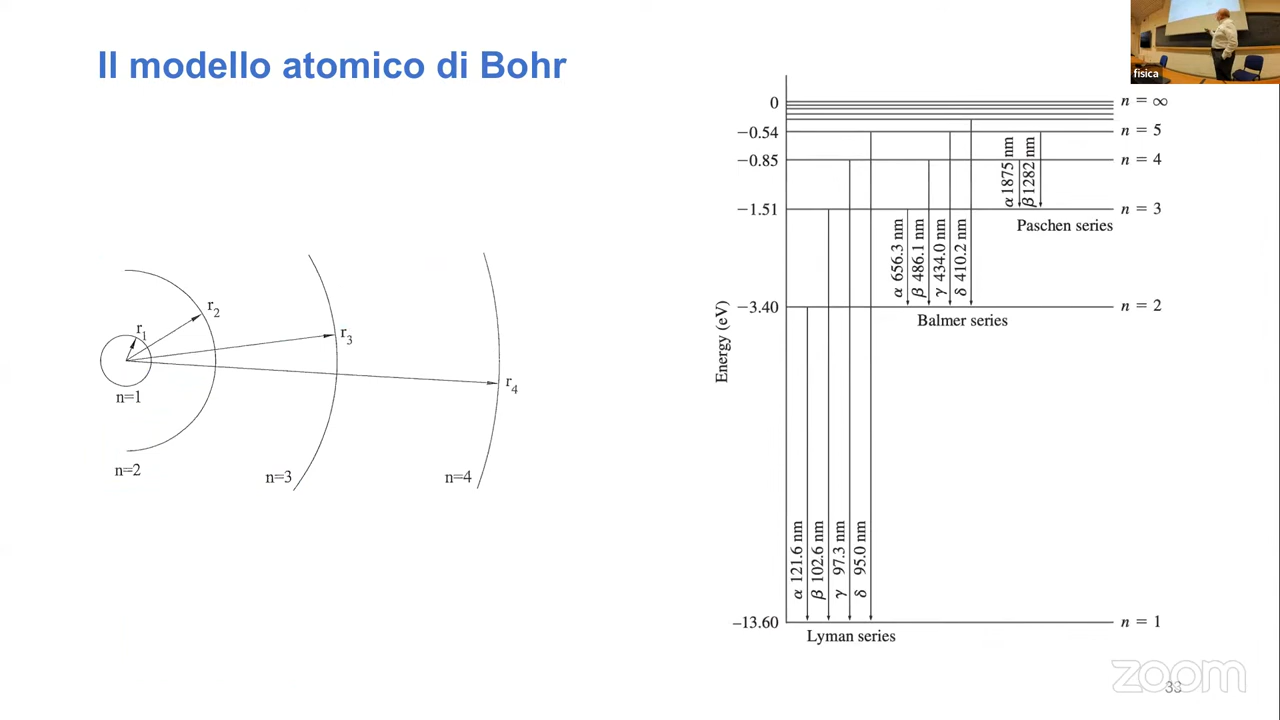 Il modello atomico di Bohr
fisica
r1
r2
r3
r4
n=1
n=2
n=3
n=4
Energy (eV)
0
−0.54
−0.85
−1.51
−3.40
−13.60
n = ∞
n = 5
n = 4
n = 3
n = 2
n = 1
α 1875 nm
β 1282 nm
Paschen series
α 656.3 nm
β 486.1 nm
γ 434.0 nm
δ 410.2 nm
Balmer series
α 121.6 nm
β 102.6 nm
γ 97.3 nm
δ 95.0 nm
Lyman series
zoom
33